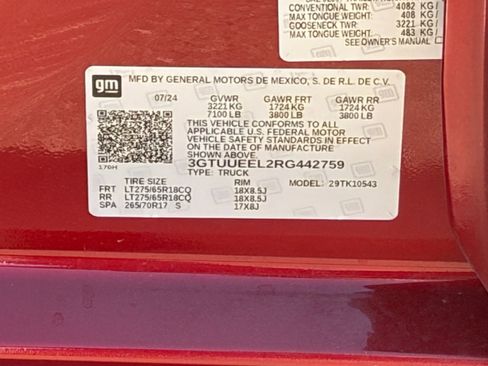 CONVENTIONAL TWR: 4082 KG/
MAX TONGUE WEIGHT: 408 KG/
GOOSENECK TWR: 3221 KG/
MAX TONGUE WEIGHT: 483 KG/
SEE OWNER'S MANUAL
gm
MFD BY GENERAL MOTORS DE MEXICO, S. DE R.L. DE C.V.
07/24 GVWR GAWR FRT GAWR RR
3221KG 1724 KG 1724 KG
7100 LB 3800 LB 3800 LB
THIS VEHICLE CONFORMS TO ALL
APPLICABLE U.S. FEDERAL MOTOR
VEHICLE SAFETY STANDARDS IN EFFECT
ON THE DATE OF MANUFACTURE
SHOWN ABOVE.
170H
3GTUUEEL2RG442759
TYPE: TRUCK
TIRE SIZE RIM MODEL: 29TK10543
FRT LT275/65R18CQ 18X8.5J
RR LT275/65R18CQ 18X8.5J
SPA 265/70R17 S 17X8J